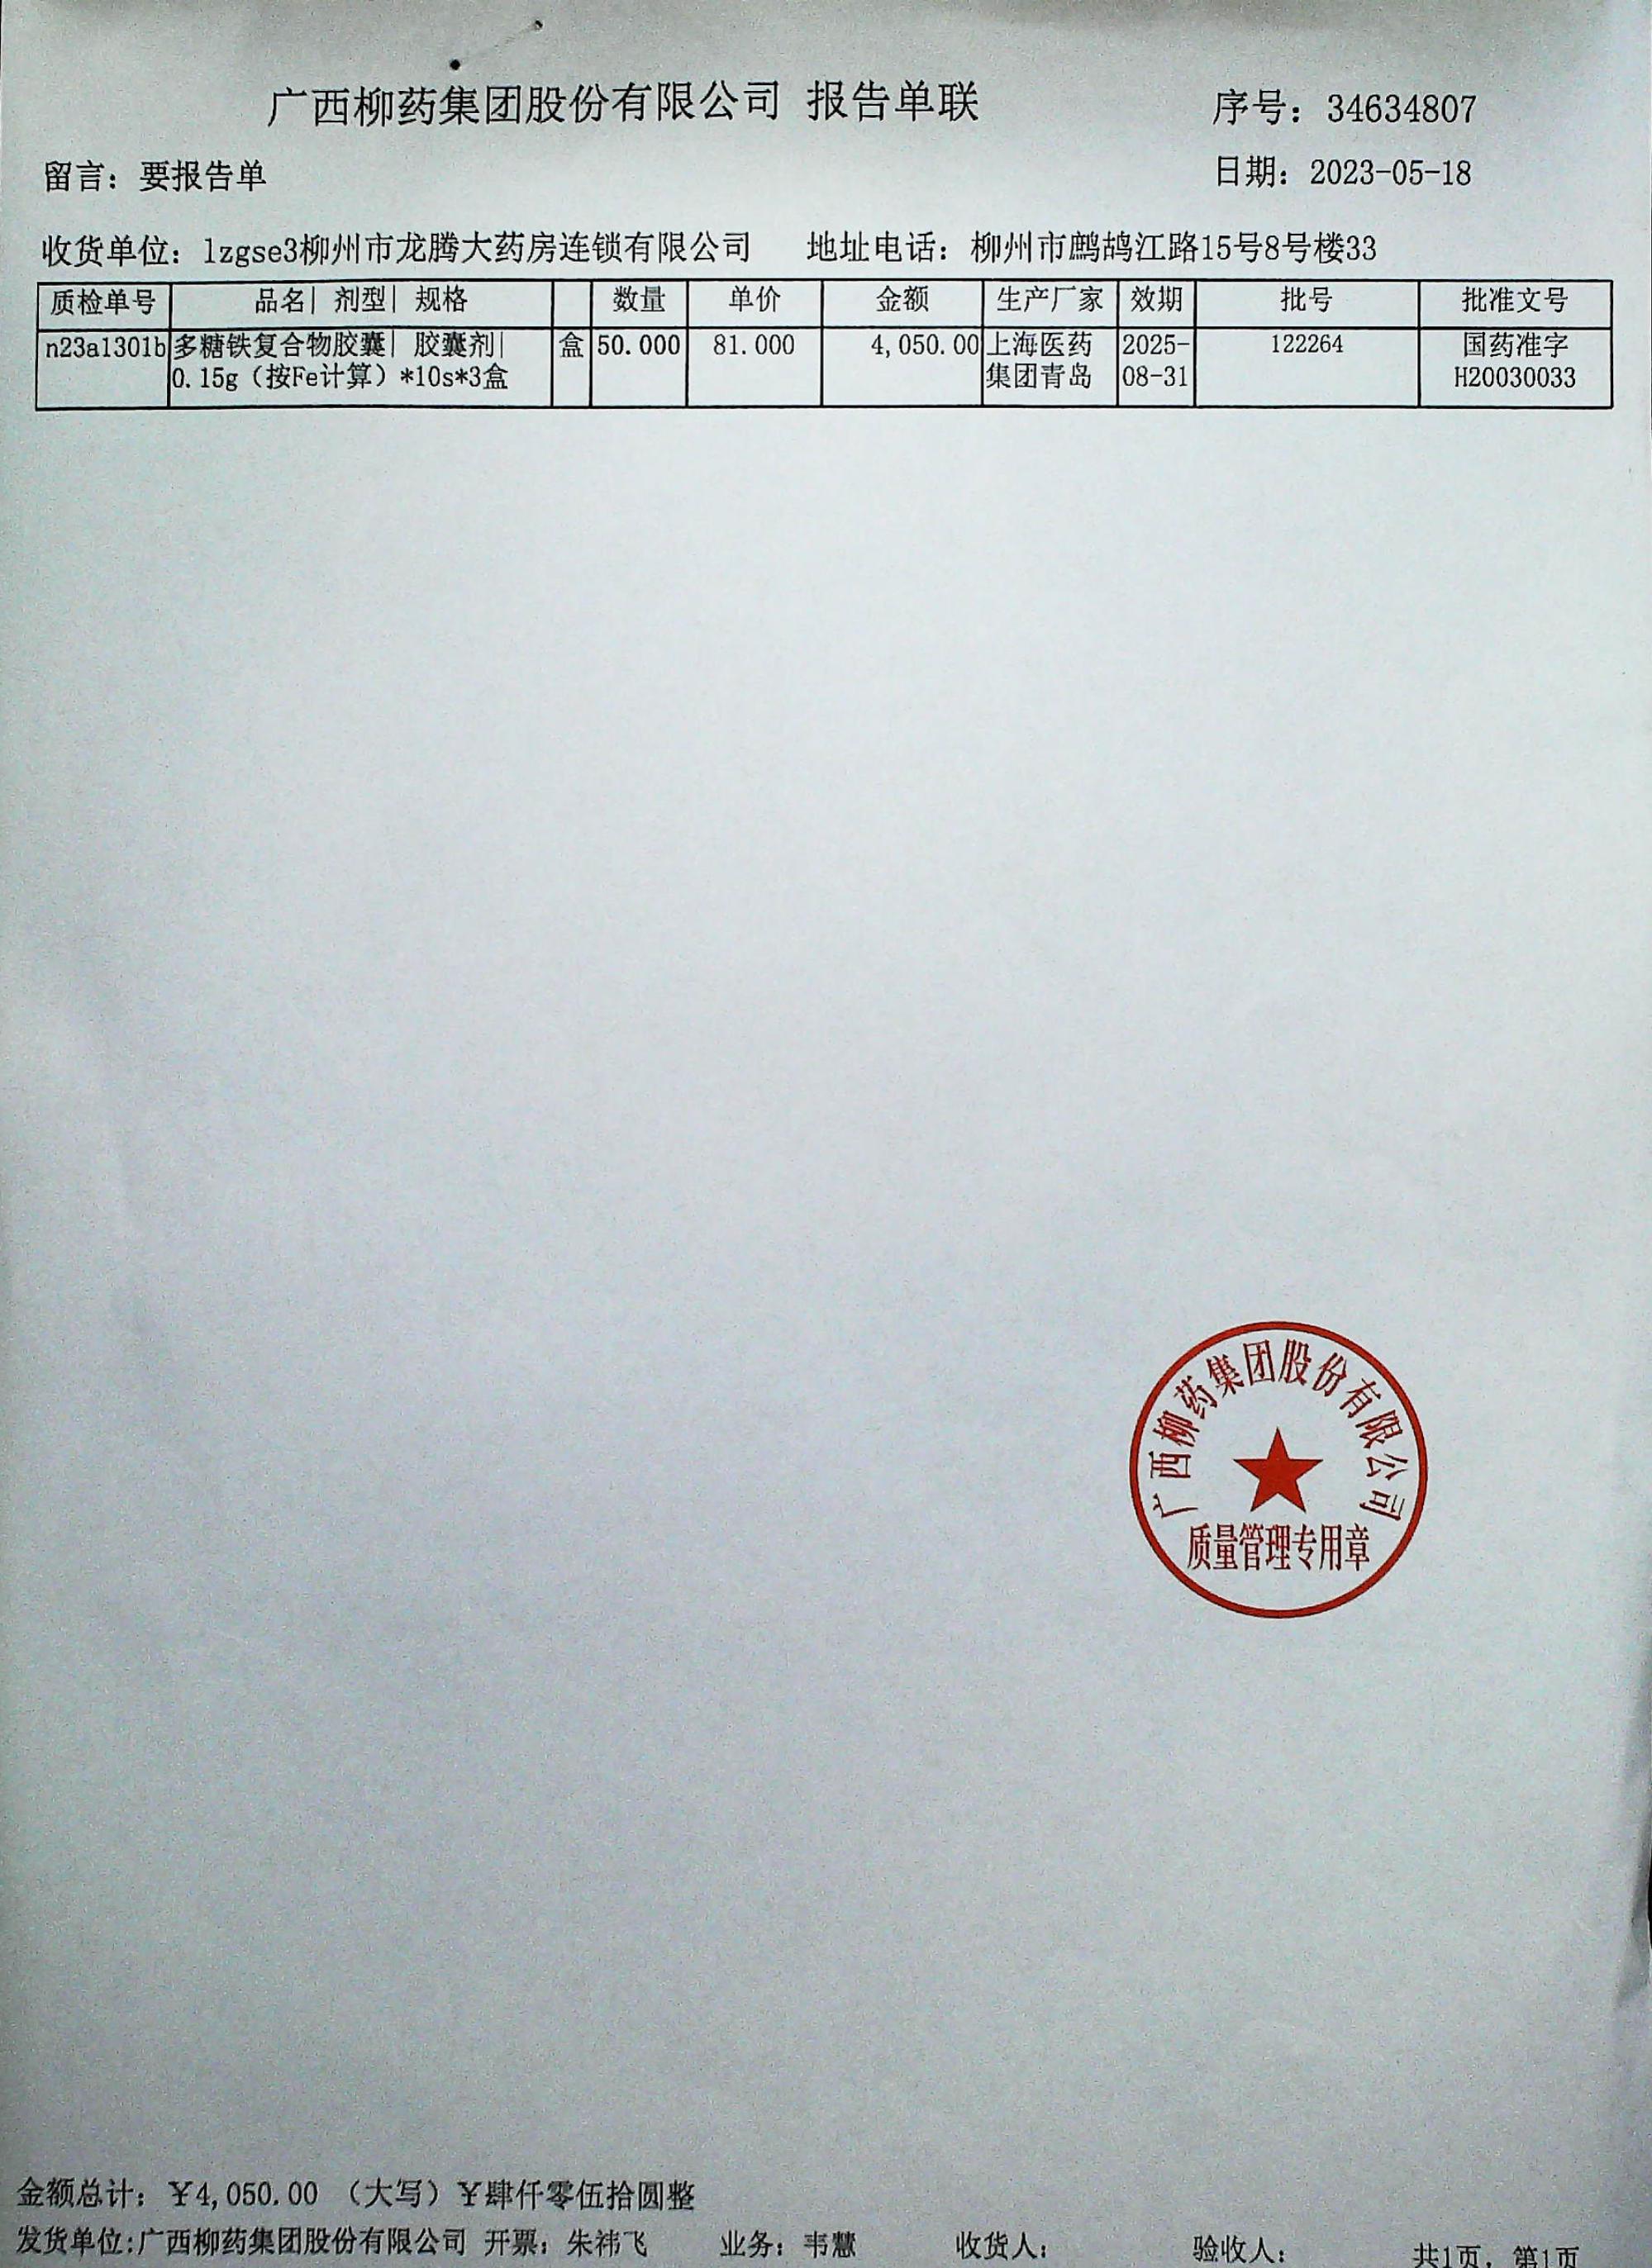 广西柳药集团股份有限公司 报告单联
序号：34634807
留言：要报告单
日期：2023-05-18
收货单位：lzgse3柳州市龙腾大药房连锁有限公司 地址电话：柳州市鹧鸪江路15号8号楼33
质检单号 品名| 剂型| 规格 数量 单价 金额 生产厂家 效期 批号 批准文号
n23a1301b 多糖铁复合物胶囊| 胶囊剂| 盒 50.000 81.000 4,050.00 上海医药 2025- 122264 国药准字
0.15g（按Fe计算）*10s*3盒 集团青岛 08-31 H20030033
广西柳药集团股份有限公司
质量管理专用章
金额总计：￥4,050.00 （大写）￥肆仟零伍拾圆整
发货单位:广西柳药集团股份有限公司 开票：朱祎飞 业务：韦慧 收货人： 验收人： 共1页，第1页